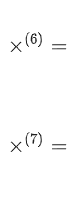 ×⁽⁶⁾ =
×⁽⁷⁾ =